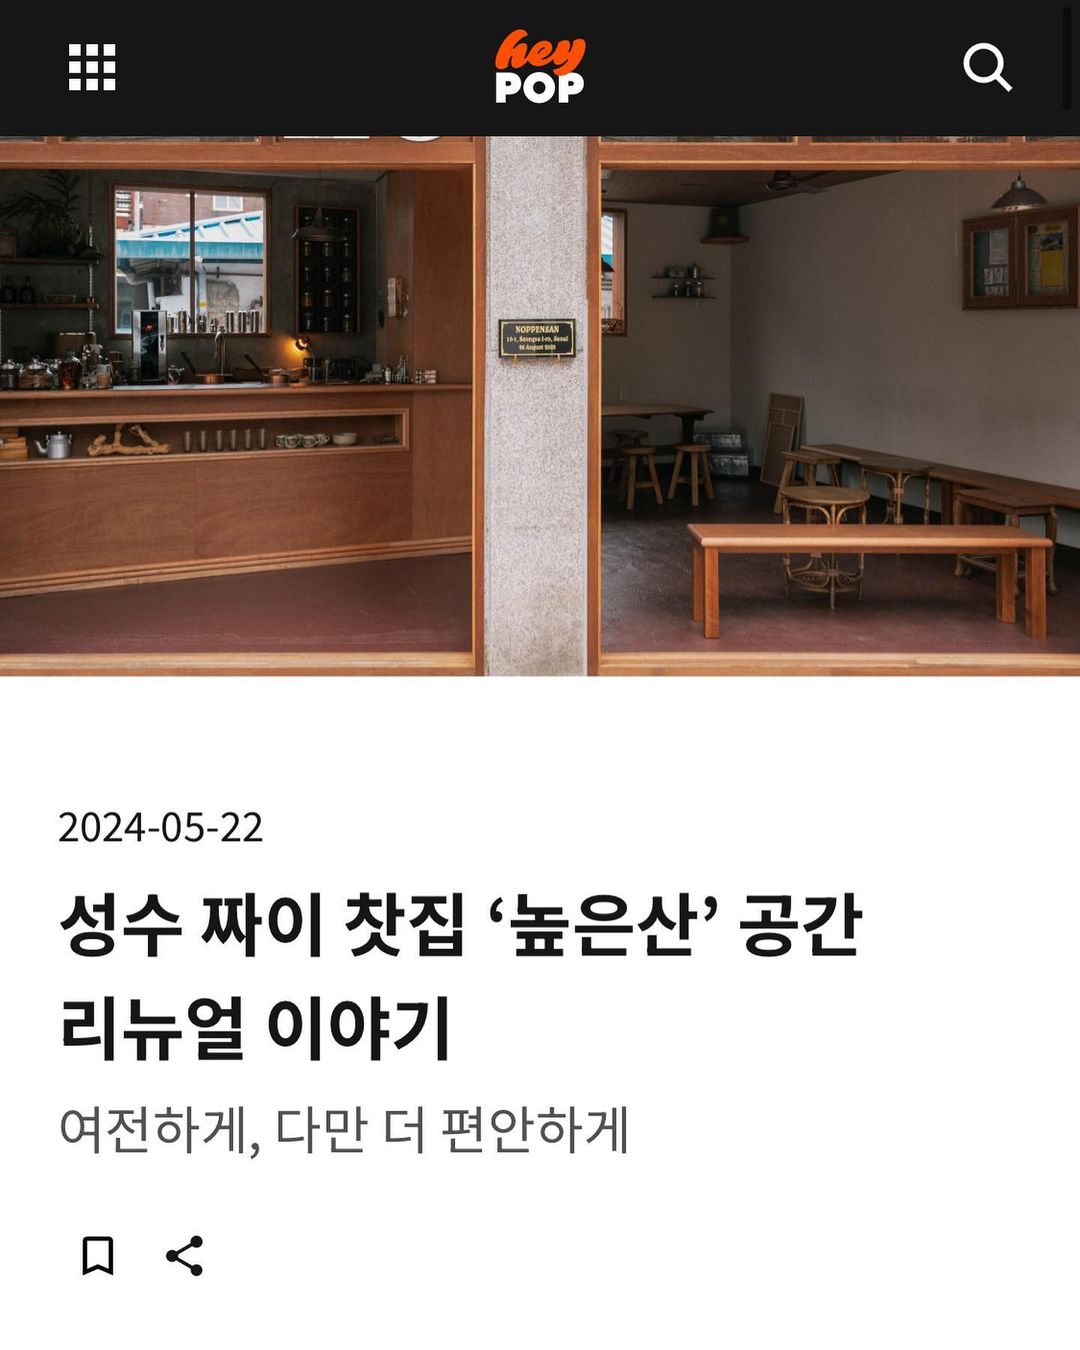 hey
POP
NOPPENSAN
2024-05-22
성수 짜이 찻집 ‘높은산’ 공간
리뉴얼 이야기
여전하게, 다만 더 편안하게